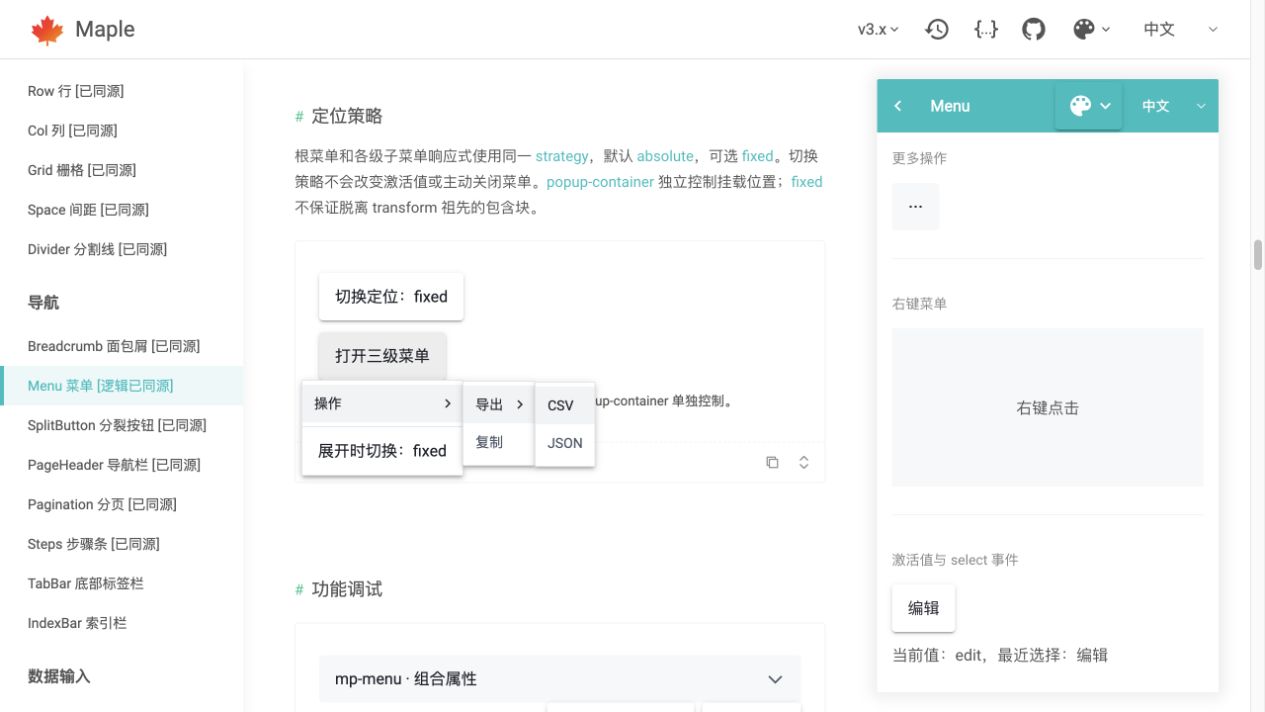 Maple
v3.x
{...}
中文
Row 行 [已同源]
Col 列 [已同源]
Grid 栅格 [已同源]
Space 间距 [已同源]
Divider 分割线 [已同源]
导航
Breadcrumb 面包屑 [已同源]
Menu 菜单 [逻辑已同源]
SplitButton 分裂按钮 [已同源]
PageHeader 导航栏 [已同源]
Pagination 分页 [已同源]
Steps 步骤条 [已同源]
TabBar 底部标签栏
IndexBar 索引栏
数据输入
# 定位策略
根菜单和各级子菜单响应式使用同一 strategy，默认 absolute，可选 fixed。切换
策略不会改变激活值或主动关闭菜单。popup-container 独立控制挂载位置；fixed
不保证脱离 transform 祖先的包含块。
切换定位：fixed
打开三级菜单
操作
导出
CSV
up-container 单独控制。
展开时切换：fixed
复制
JSON
# 功能调试
mp-menu · 组合属性
Menu
中文
更多操作
...
右键菜单
右键点击
激活值与 select 事件
编辑
当前值：edit，最近选择：编辑